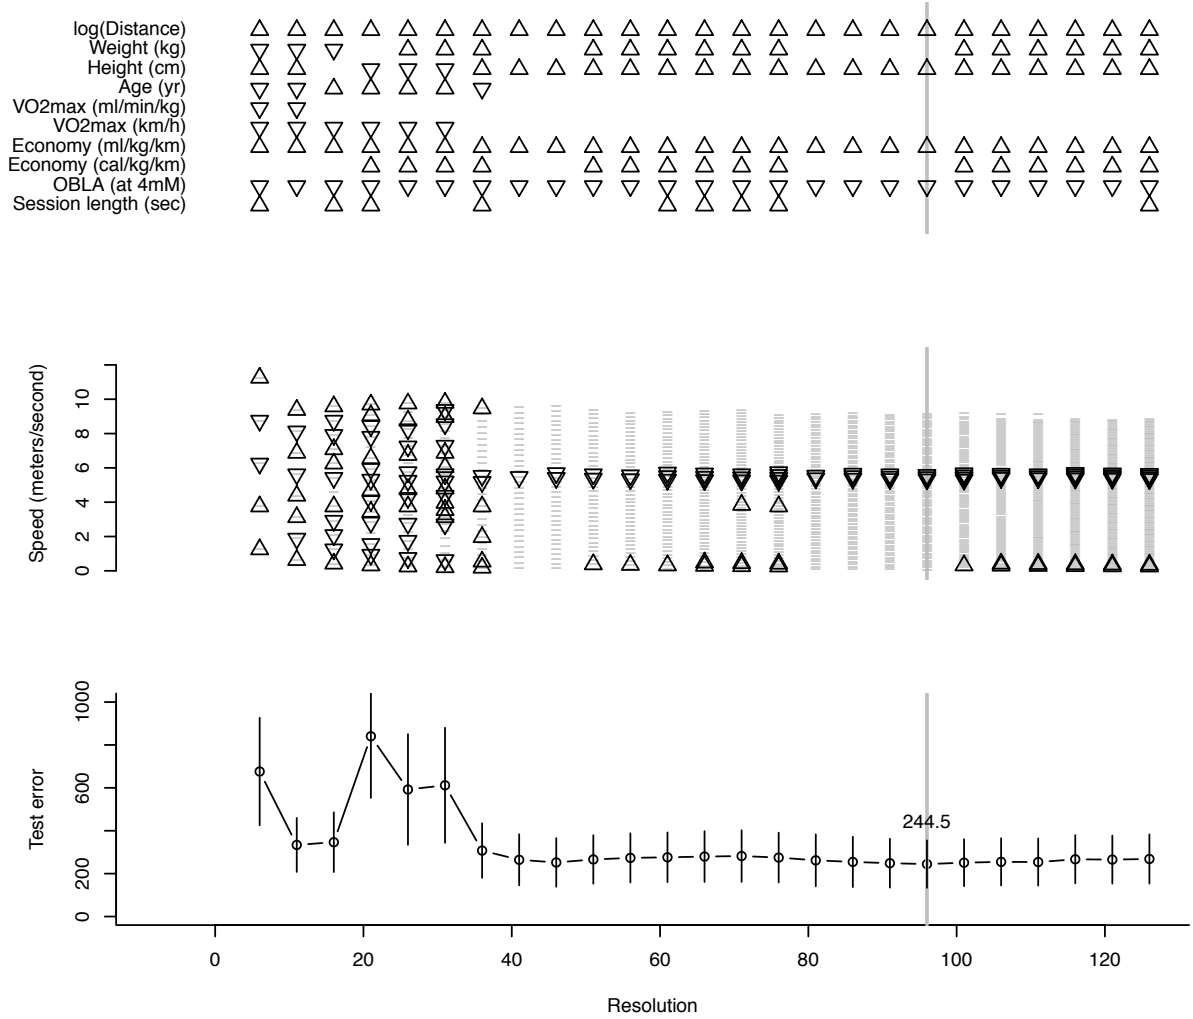 log(Distance)
Weight (kg)
Height (cm)
Age (yr)
VO2max (ml/min/kg)
VO2max (km/h)
Economy (ml/kg/km)
Economy (cal/kg/km)
OBLA (at 4mM)
Session length (sec)
Speed (meters/second)
10
8
6
4
2
0
Test error
1000
600
200
0
244.5
0 20 40 60 80 100 120
Resolution